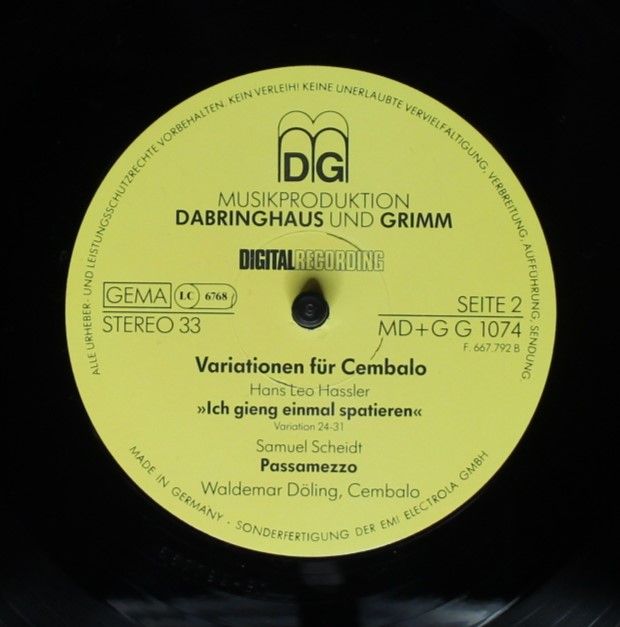 ALLE URHEBER- UND LEISTUNGSSCHUTZRECHTE VORBEHALTEN. KEIN VERLEIH! KEINE UNERLAUBTE VERVIELFÄLTIGUNG, VERBREITUNG, AUFFÜHRUNG, SENDUNG
DG
MUSIKPRODUKTION
DABRINGHAUS UND GRIMM
DIGITAL RECORDING
GEMA LC 6768
STEREO 33
SEITE 2
MD+G G 1074
F. 667.792 B
Variationen für Cembalo
Hans Leo Hassler
»Ich gieng einmal spatieren«
Variation 24-31
Samuel Scheidt
Passamezzo
Waldemar Döling, Cembalo
MADE IN GERMANY · SONDERFERTIGUNG DER EMI ELECTROLA GMBH